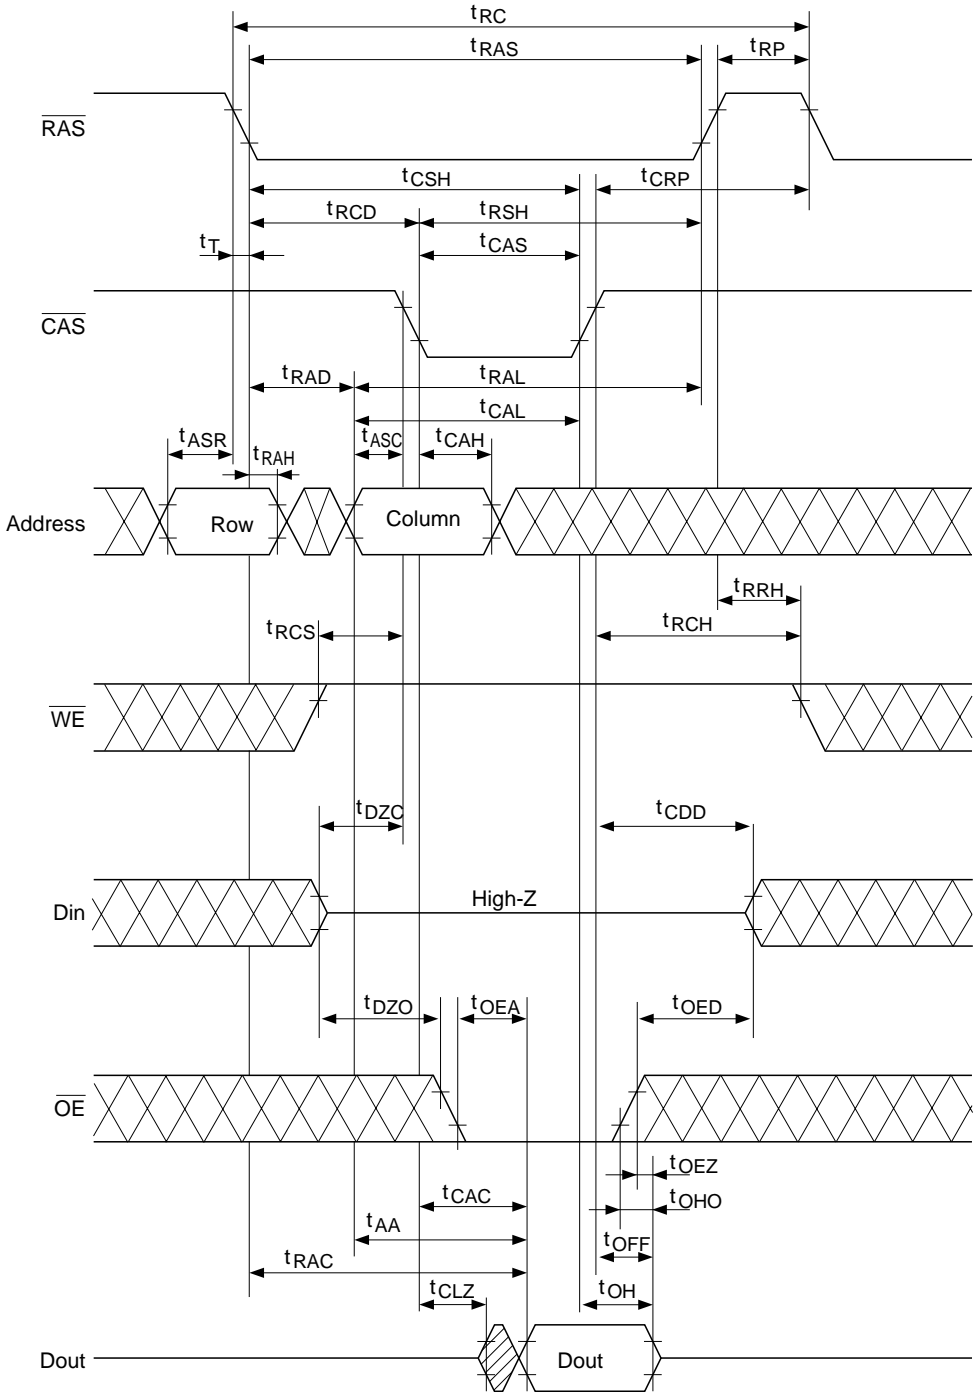 tRC
tRAS
tRP
RAS
tCSH
tCRP
tRCD
tRSH
tT
tCAS
CAS
tRAD
tRAL
tCAL
tASR
tASC
tCAH
tRAH
Address
Row
Column
tRRH
tRCS
tRCH
WE
tDZC
tCDD
Din
High-Z
tDZO
tOEA
tOED
OE
tOEZ
tCAC
tOHO
tAA
tOFF
tRAC
tCLZ
tOH
Dout
Dout